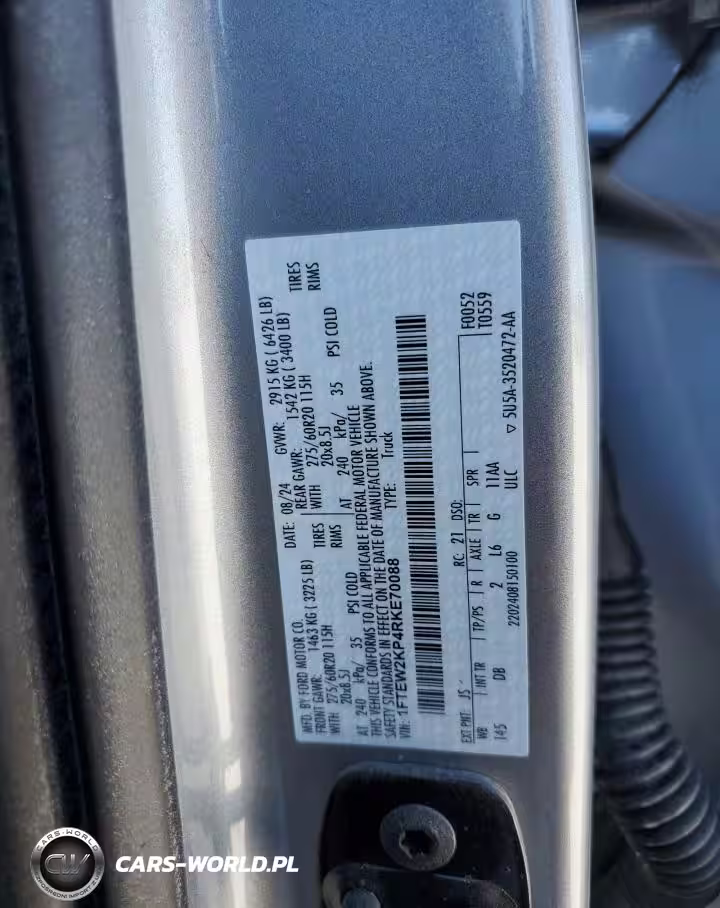 MFD. BY FORD MOTOR CO.
DATE: 08/24 GVWR: 2915 KG ( 6426 LB)
FRONT GAWR: 1463 KG ( 3225 LB) REAR GAWR: 1542 KG ( 3400 LB)
WITH 275/60R20 115H TIRES WITH 275/60R20 115H TIRES
20x8.5J RIMS 20x8.5J RIMS
AT 240 kPa/ 35 PSI COLD AT 240 kPa/ 35 PSI COLD
THIS VEHICLE CONFORMS TO ALL APPLICABLE FEDERAL MOTOR VEHICLE
SAFETY STANDARDS IN EFFECT ON THE DATE OF MANUFACTURE SHOWN ABOVE.
VIN: 1FTEW2KP4RKE70088 TYPE: Truck
EXT PNT: JS RC: 21 DSO: F0052
WB INT TR TP/PS R AXLE TR SPR T0559
145 DB 2 L6 G 11AA
2202408150100 ULC ▽ 5U5A-3520472-AA
CARS-WORLD
CW
CARS-WORLD.PL